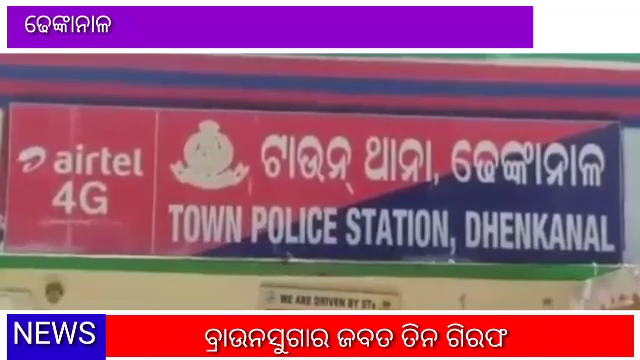 ଢେଙ୍କାନାଳ
airtel
4G
ଟାଉନ୍ ଥାନା, ଢେଙ୍କାନାଳ
TOWN POLICE STATION, DHENKANAL
WE ARE DRIVEN BY
NEWS
ବ୍ରାଉନସୁଗାର ଜବତ ତିନ ଗିରଫ